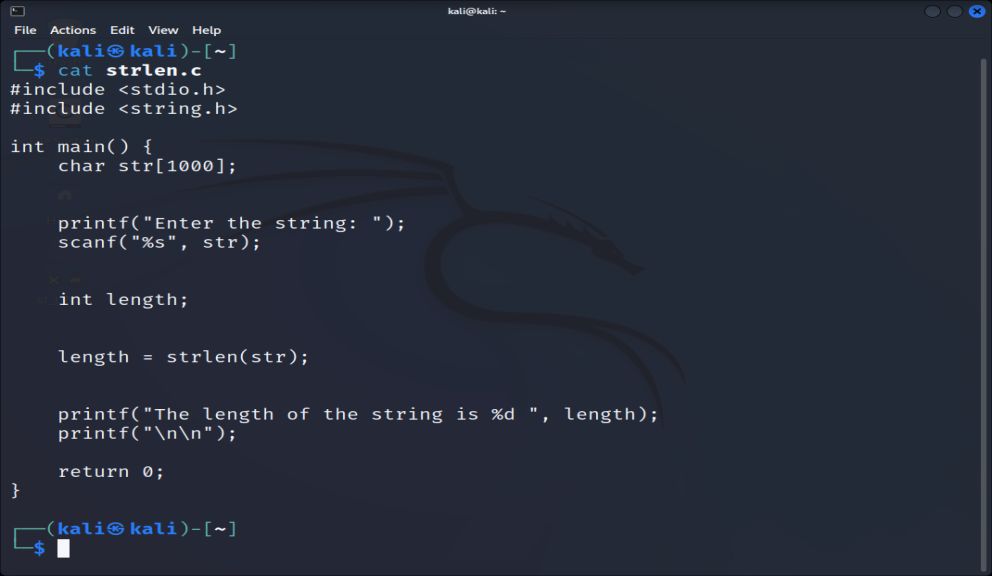 kali@kali: ~
File Actions Edit View Help
┌──(kali㉿kali)-[~]
└─$ cat strlen.c
#include <stdio.h>
#include <string.h>
int main() {
    char str[1000];
    printf("Enter the string: ");
    scanf("%s", str);
    int length;
    length = strlen(str);
    printf("The length of the string is %d ", length);
    printf("\n\n");
    return 0;
}
┌──(kali㉿kali)-[~]
└─$